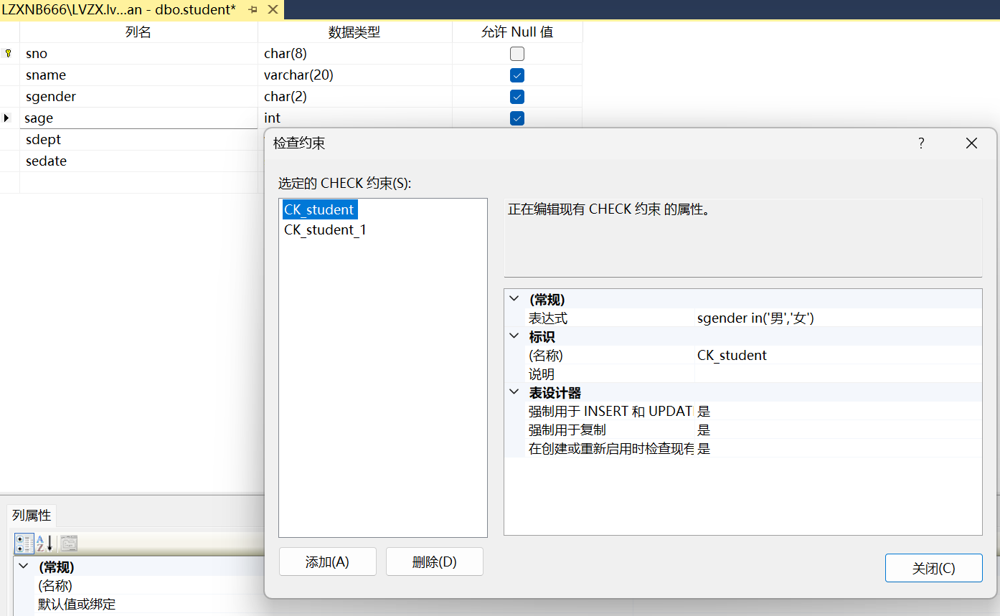 LZXNB666\LVZX.lv...an - dbo.student*
列名 数据类型 允许 Null 值
sno char(8)
sname varchar(20)
sgender char(2)
sage int
sdept
sedate
检查约束
选定的 CHECK 约束(S):
CK_student
CK_student_1
正在编辑现有 CHECK 约束 的属性。
(常规)
表达式 sgender in('男','女')
标识
(名称) CK_student
说明
表设计器
强制用于 INSERT 和 UPDAT 是
强制用于复制 是
在创建或重新启用时检查现有 是
添加(A) 删除(D)
关闭(C)
列属性
(常规)
(名称)
默认值或绑定